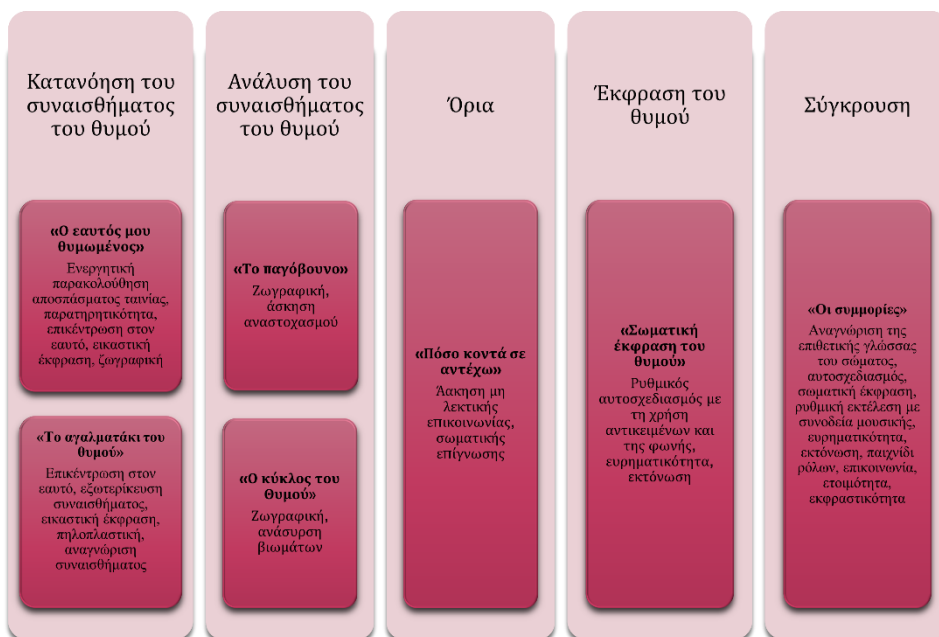 Κατανόηση του
συναισθήματος
του θυμού
«Ο εαυτός μου
θυμωμένος»
Ενεργητική
παρακολούθηση
αποσπάσματος ταινίας,
παρατηρητικότητα,
επικέντρωση στον
εαυτό, εικαστική
έκφραση, ζωγραφική
«Το αγαλματάκι του
θυμού»
Επικέντρωση στον
εαυτό, εξωτερίκευση
συναισθήματος,
εικαστική έκφραση,
πηλοπλαστική,
αναγνώριση
συναισθήματος
Ανάλυση του
συναισθήματος
του θυμού
«Το παγόβουνο»
Ζωγραφική,
άσκηση
αναστοχασμού
«Ο κύκλος του
Θυμού»
Ζωγραφική,
ανάσυρση
βιωμάτων
Όρια
«Πόσο κοντά σε
αντέχω»
Άακηση μη
λεκτικής
επικοινωνίας,
σωματικής
επίγνωσης
Έκφραση του
θυμού
«Σωματική
έκφραση του
θυμού»
Ρυθμικός
αυτοσχεδιασμός με
τη χρήση
αντικειμένων και
της φωνής,
ευρηματικότητα,
εκτόνωση
Σύγκρουση
«Οι συμμορίες»
Αναγνώριση της
επιθετικής γλώσσας
του σώματος,
αυτοσχεδιασμός,
σωματική έκφραση,
ρυθμική εκτέλεση με
συνοδεία μουσικής,
ευρηματικότητα,
εκτόνωση, παιχνίδι
ρόλων, επικοινωνία,
ετοιμότητα,
εκφραστικότητα